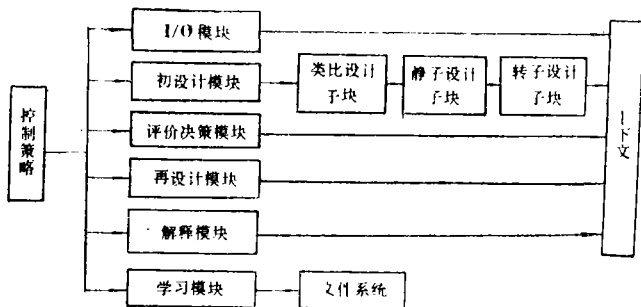 I/O模块
初设计模块
类比设计
子块
静子设计
子块
转子设计
子块
控制策略
评价决策模块
再设计模块
解释模块
学习模块
文件系统
上下文